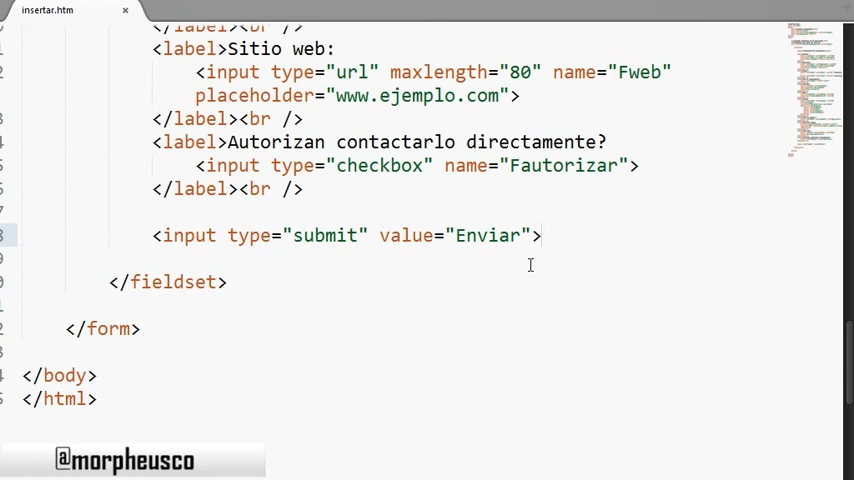 insertar.htm ×
</label><br />
<label>Sitio web:
<input type="url" maxlength="80" name="Fweb"
placeholder="www.ejemplo.com">
</label><br />
<label>Autorizan contactarlo directamente?
<input type="checkbox" name="Fautorizar">
</label><br />
<input type="submit" value="Enviar">
</fieldset>
</form>
</body>
</html>
@morpheusco